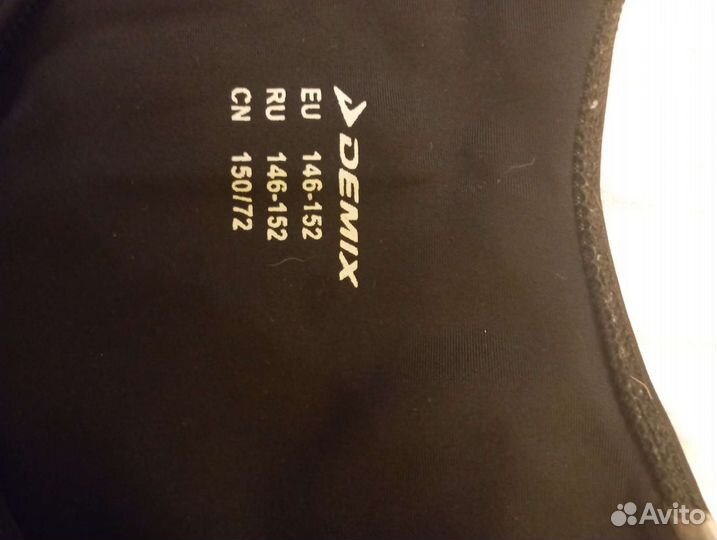 DEMIX
EU 146-152
RU 146-152
CN 150/72
Avito